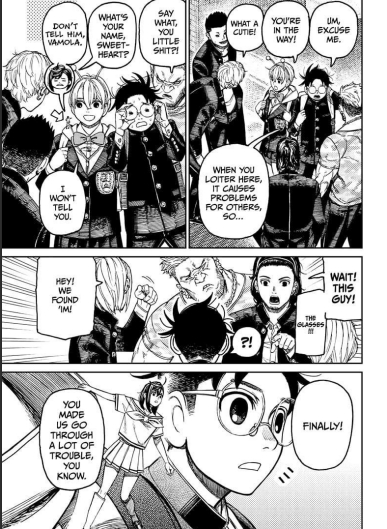 UM,
EXCUSE
ME.
YOU'RE
IN THE
WAY!
WHAT A
CUTIE!
WHEN YOU
LOITER HERE,
IT CAUSES
PROBLEMS
FOR OTHERS,
SO...
SAY
WHAT,
YOU
LITTLE
SHIT?!
WHAT'S
YOUR
NAME,
SWEET-
HEART?
DON'T
TELL HIM,
VAMOLA.
I
WON'T
TELL
YOU.
WAIT!
THIS
GUY!
THE
GLASSES
!!!
?!
HEY!
WE
FOUND
'IM!
FINALLY!
YOU
MADE
US GO
THROUGH
A LOT OF
TROUBLE,
YOU
KNOW.